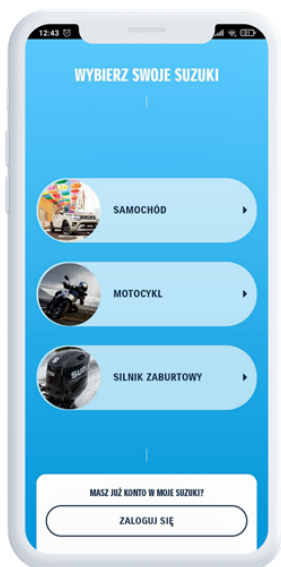 12:43
WYBIERZ SWOJE SUZUKI
SAMOCHÓD
MOTOCYKL
SILNIK ZABURTOWY
MASZ JUŻ KONTO W MOJE SUZUKI?
ZALOGUJ SIĘ